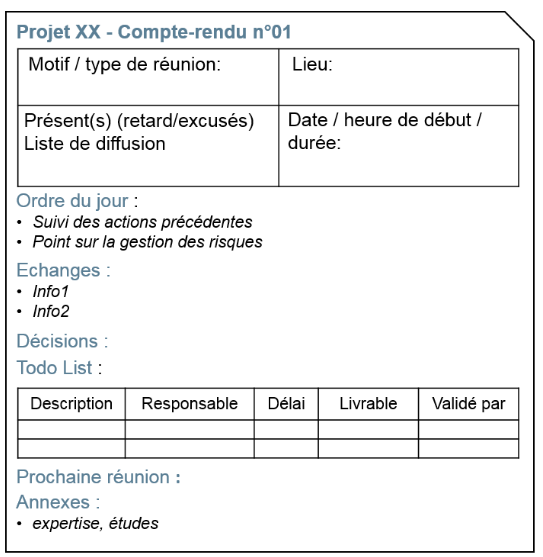 Projet XX - Compte-rendu n°01
Motif / type de réunion:
Lieu:
Présent(s) (retard/excusés)
Liste de diffusion
Date / heure de début /
durée:
Ordre du jour :
• Suivi des actions précédentes
• Point sur la gestion des risques
Echanges :
• Info1
• Info2
Décisions :
Todo List :
Description Responsable Délai Livrable Validé par
Prochaine réunion :
Annexes :
• expertise, études